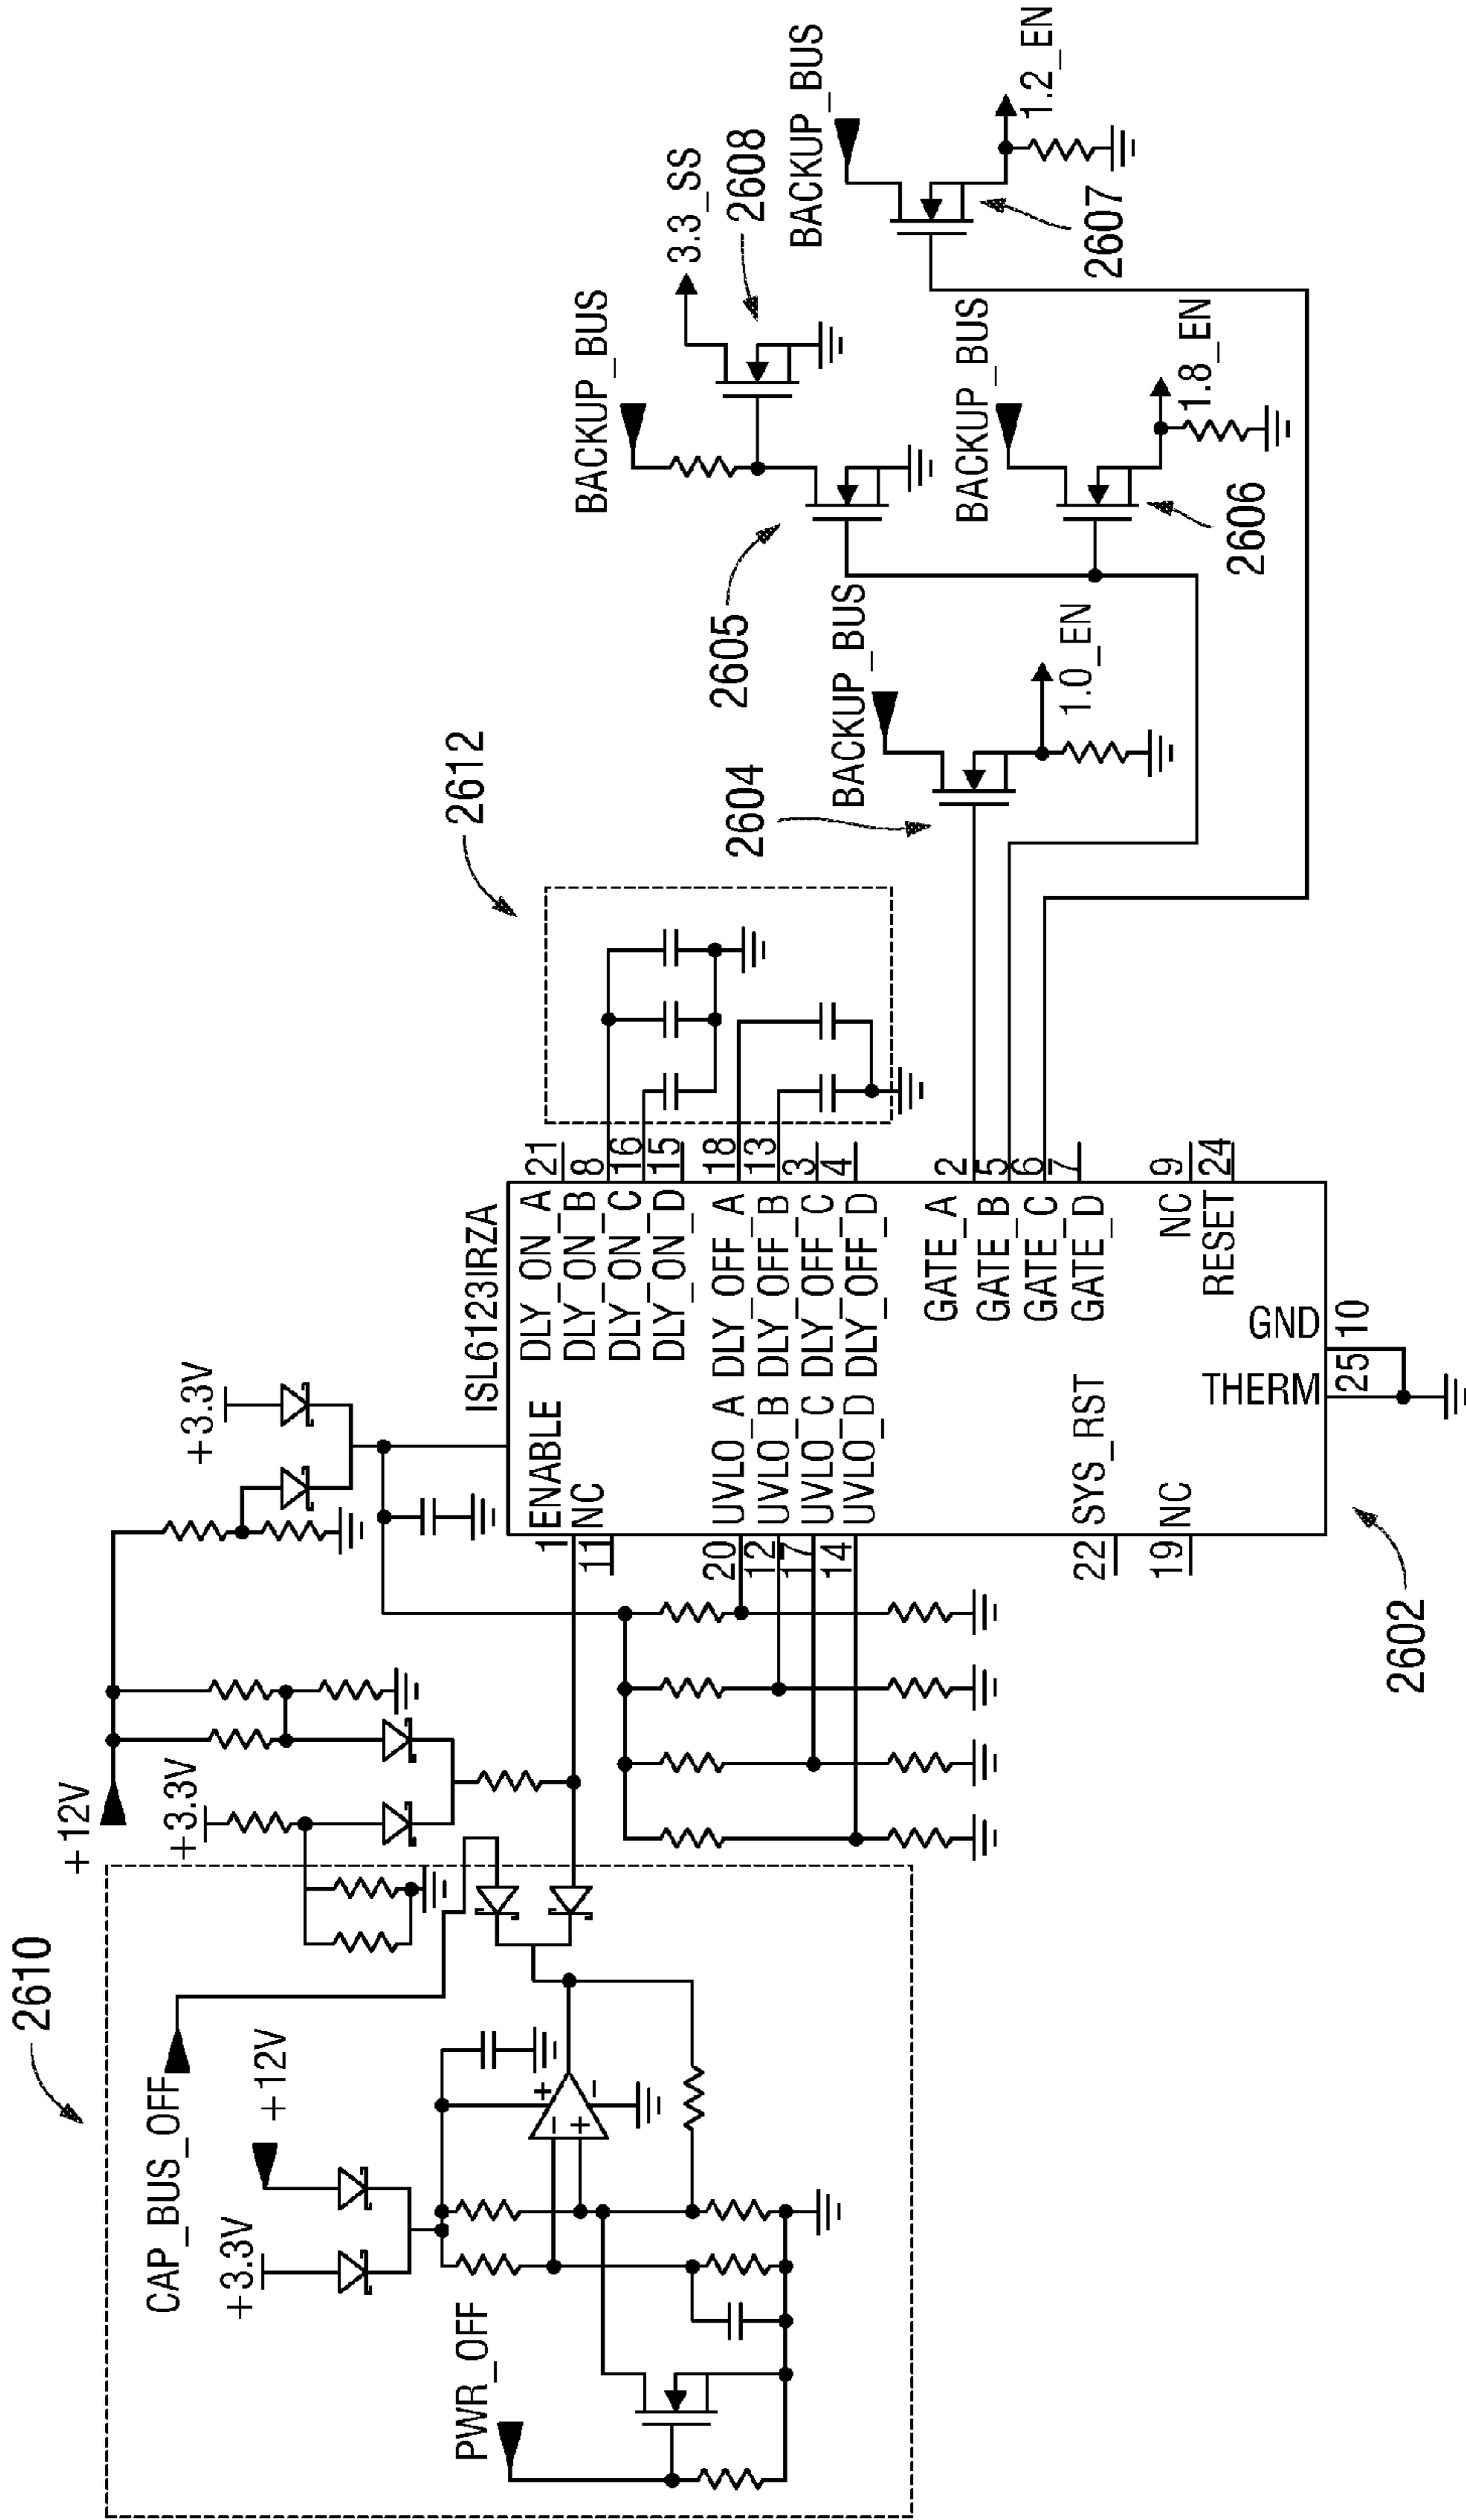 2610
CAP_BUS_OFF
+3.3V
+12V
PWR_OFF
+
−
−
+
+12V
+3.3V
+3.3V
ISL6123IRZA
2612
1
ENABLE
11
NC
20
UVLO_A
12
UVLO_B
17
UVLO_C
14
UVLO_D
22
SYS_RST
19
NC
DLY_ON_A
21
DLY_ON_B
8
DLY_ON_C
16
DLY_ON_D
15
DLY_OFF_A
18
DLY_OFF_B
13
DLY_OFF_C
3
DLY_OFF_D
4
GATE_A
2
GATE_B
5
GATE_C
6
GATE_D
7
NC
9
RESET
24
THERM
GND
25
10
2602
2604
BACKUP_BUS
1.0_EN
2605
BACKUP_BUS
3.3_SS
2608
BACKUP_BUS
1.8_EN
2606
BACKUP_BUS
1.2_EN
2607